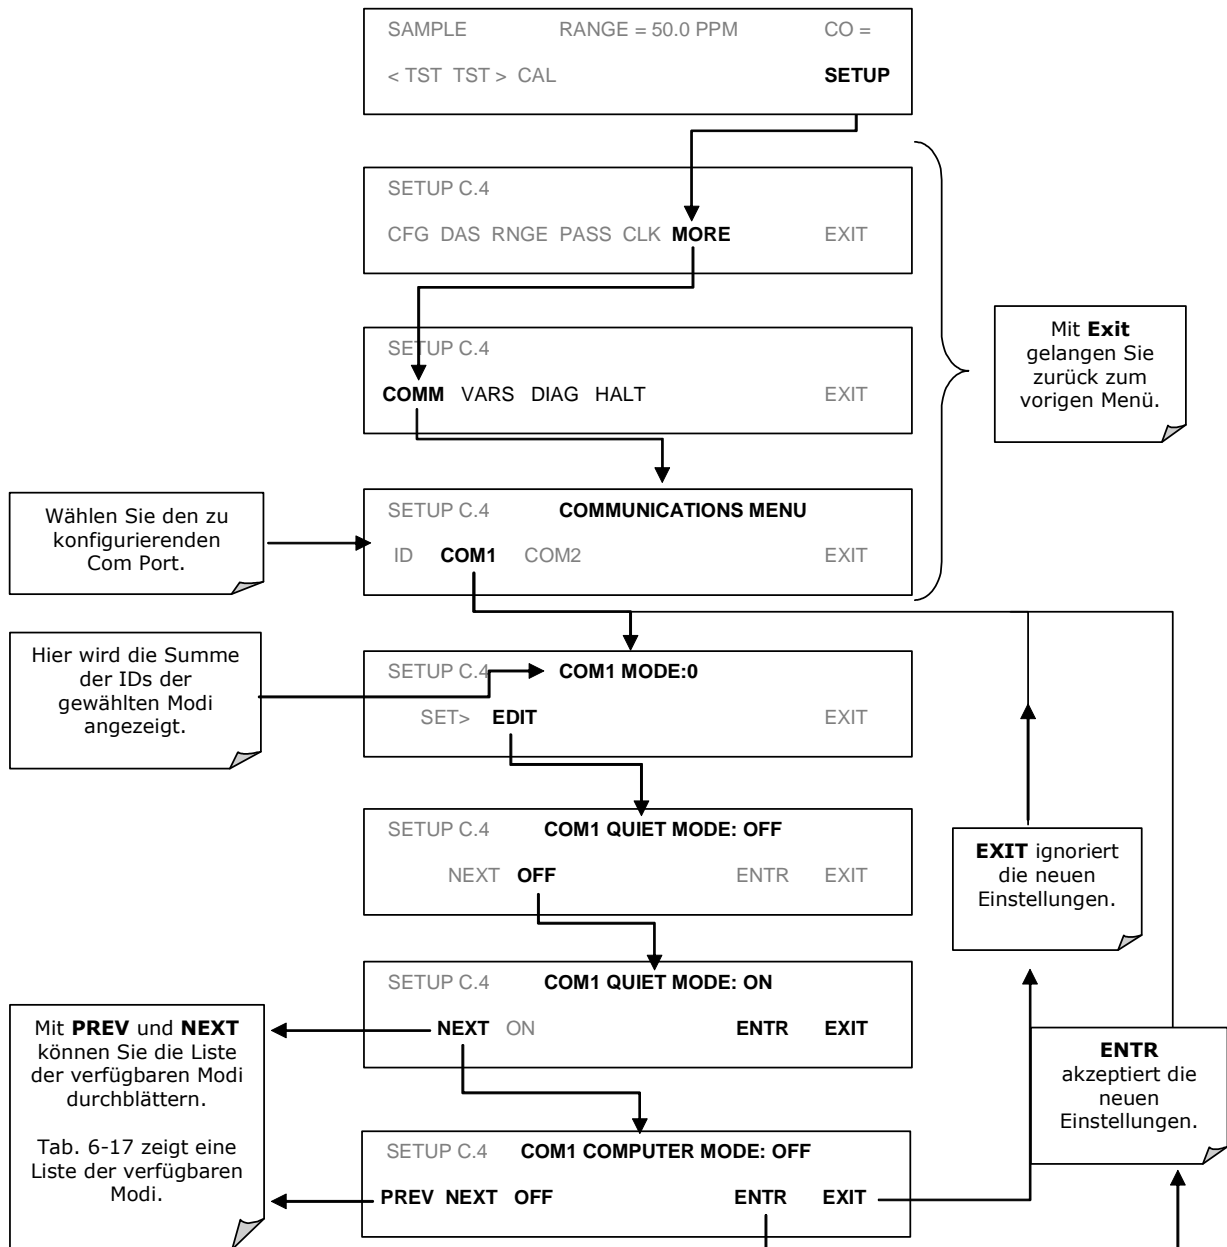 SAMPLE RANGE = 50.0 PPM CO =
< TST TST > CAL SETUP
SETUP C.4
CFG DAS RNGE PASS CLK MORE EXIT
SETUP C.4
COMM VARS DIAG HALT EXIT
Mit Exit
gelangen Sie
zurück zum
vorigen Menü.
Wählen Sie den zu
konfigurierenden
Com Port.
SETUP C.4 COMMUNICATIONS MENU
ID COM1 COM2 EXIT
Hier wird die Summe
der IDs der
gewählten Modi
angezeigt.
SETUP C.4 COM1 MODE:0
SET> EDIT EXIT
SETUP C.4 COM1 QUIET MODE: OFF
NEXT OFF ENTR EXIT
EXIT ignoriert
die neuen
Einstellungen.
SETUP C.4 COM1 QUIET MODE: ON
NEXT ON ENTR EXIT
Mit PREV und NEXT
können Sie die Liste
der verfügbaren Modi
durchblättern.
Tab. 6-17 zeigt eine
Liste der verfügbaren
Modi.
ENTR
akzeptiert die
neuen
Einstellungen.
SETUP C.4 COM1 COMPUTER MODE: OFF
PREV NEXT OFF ENTR EXIT